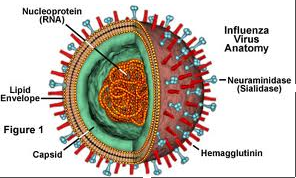 Nucleoprotein
(RNA)
Influenza
Virus
Anatomy
Neuraminidase
(Sialidase)
Lipid
Envelope
Figure 1
Capsid
Hemagglutinin